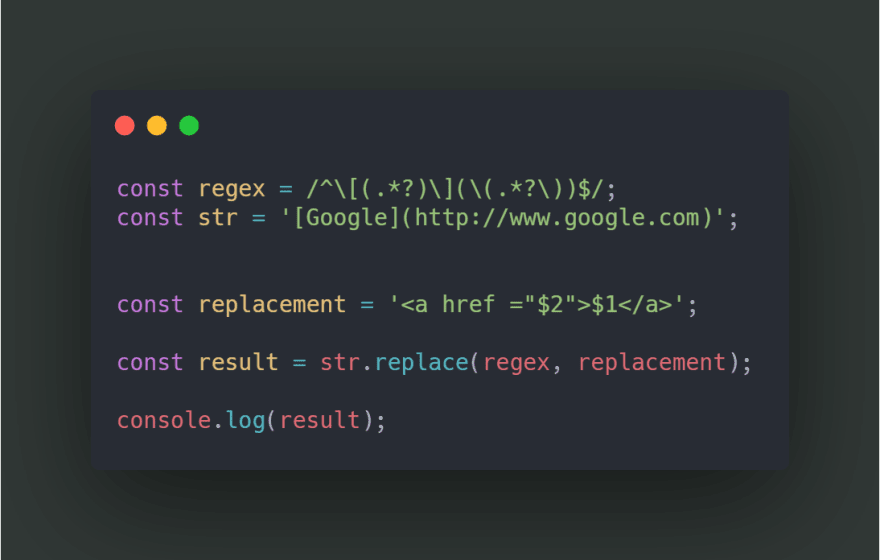 const regex = /^\[(.*?)\](\(.*?\))$/;
const str = '[Google](http://www.google.com)';
const replacement = '<a href ="$2">$1</a>';
const result = str.replace(regex, replacement);
console.log(result);